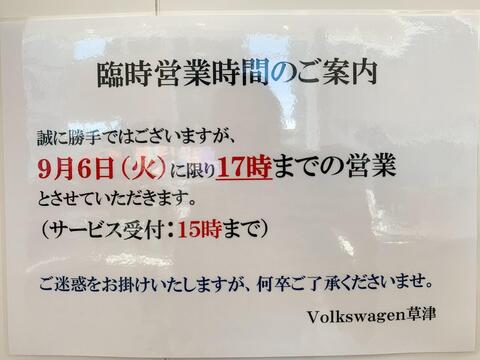 臨時営業時間のご案内
誠に勝手ではございますが、
9月6日（火）に限り17時までの営業
とさせていただきます。
（サービス受付：15時まで）
ご迷惑をお掛けいたしますが、何卒ご了承くださいませ。
Volkswagen草津